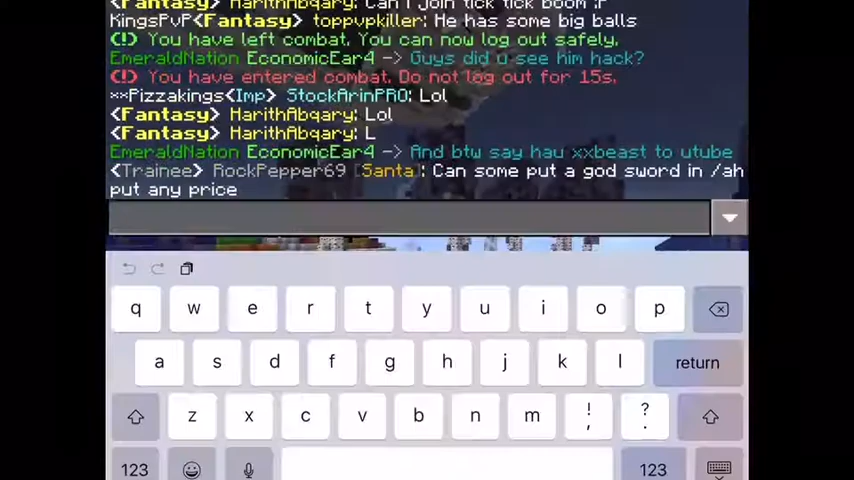 <Fantasy> HarithAbqary: Can I join tick tick boom :P
KingsPvP<Fantasy> toppvpkiller: He has some big balls
(!) You have left combat. You can now log out safely.
EmeraldNation EconomicEar4 -> Guys did u see him hack?
(!) You have entered combat. Do not log out for 15s.
**Pizzakings<Imp> StockArinPRO: Lol
<Fantasy> HarithAbqary: Lol
<Fantasy> HarithAbqary: L
EmeraldNation EconomicEar4 -> And btw say hau xxbeast to utube
<Trainee> RockPepper69 [Santa]: Can some put a god sword in /ah
put any price
q w e r t y u i o p
a s d f g h j k l return
z x c v b n m ! , ? .
123 123